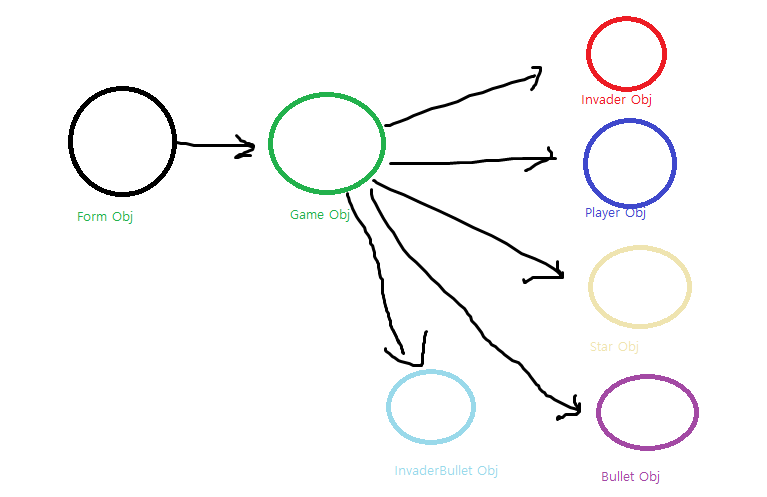 Invader Obj
Form Obj
Game Obj
Player Obj
Star Obj
InvaderBullet Obj
Bullet Obj